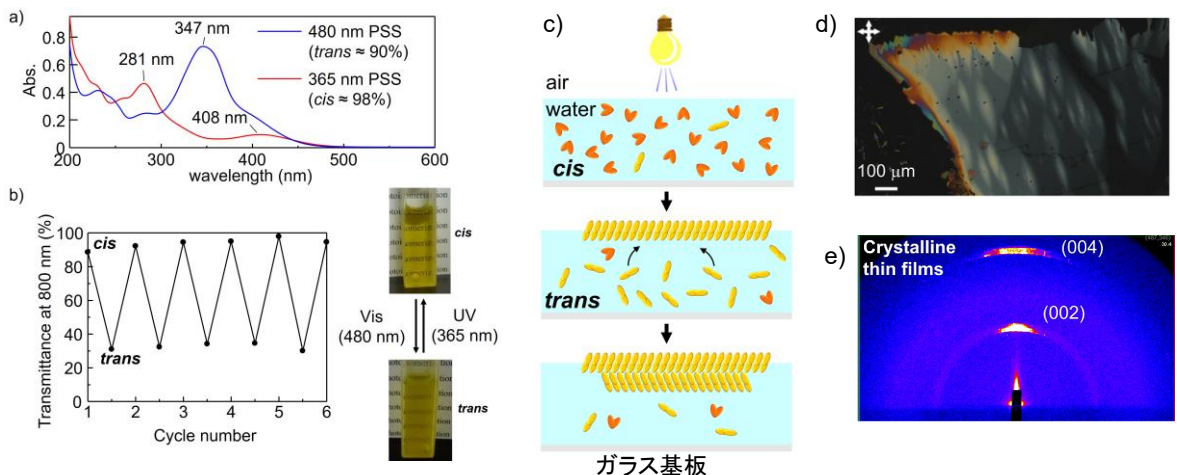 a)
347 nm
480 nm PSS
(trans ≈ 90%)
281 nm
365 nm PSS
(cis ≈ 98%)
408 nm
Abs.
0.8
0.6
0.4
0.2
0
200
300
400
500
600
wavelength (nm)
b)
Transmittance at 800 nm (%)
100
80
60
40
20
0
cis
trans
1
2
3
4
5
6
Cycle number
cis
Vis
(480 nm)
UV
(365 nm)
trans
c)
air
water
cis
trans
ガラス基板
d)
100 μm
e)
Crystalline
thin films
(004)
(002)